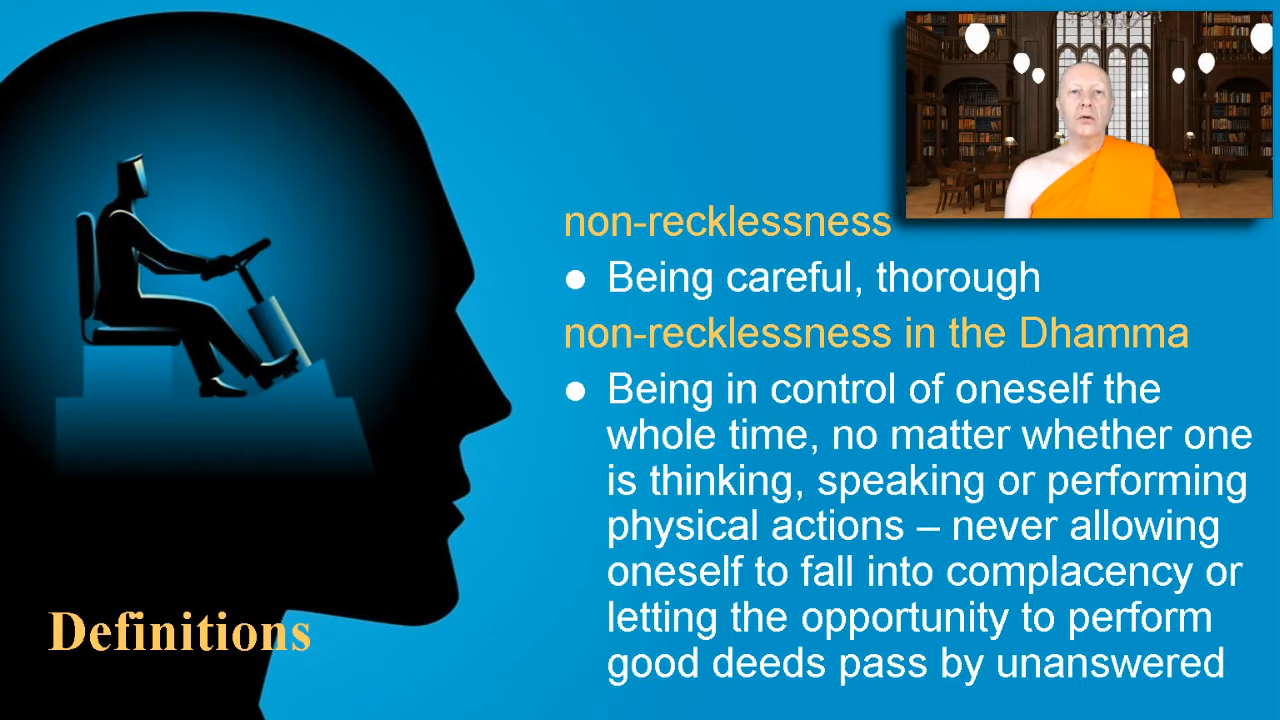 non-recklessness
● Being careful, thorough
non-recklessness in the Dhamma
● Being in control of oneself the
whole time, no matter whether one
is thinking, speaking or performing
physical actions – never allowing
oneself to fall into complacency or
letting the opportunity to perform
good deeds pass by unanswered
Definitions